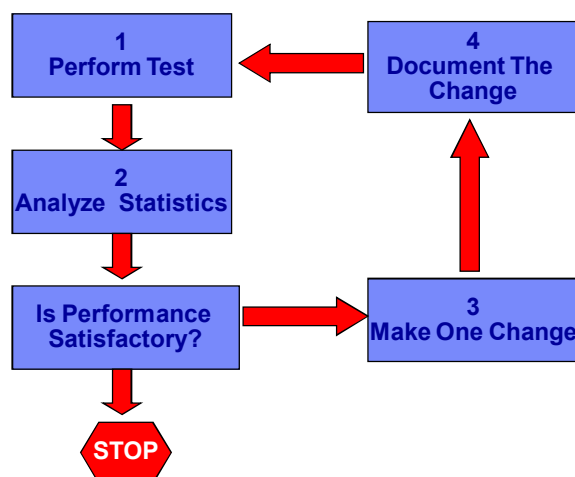 1
Perform Test
2
Analyze Statistics
Is Performance
Satisfactory?
STOP
3
Make One Change
4
Document The
Change